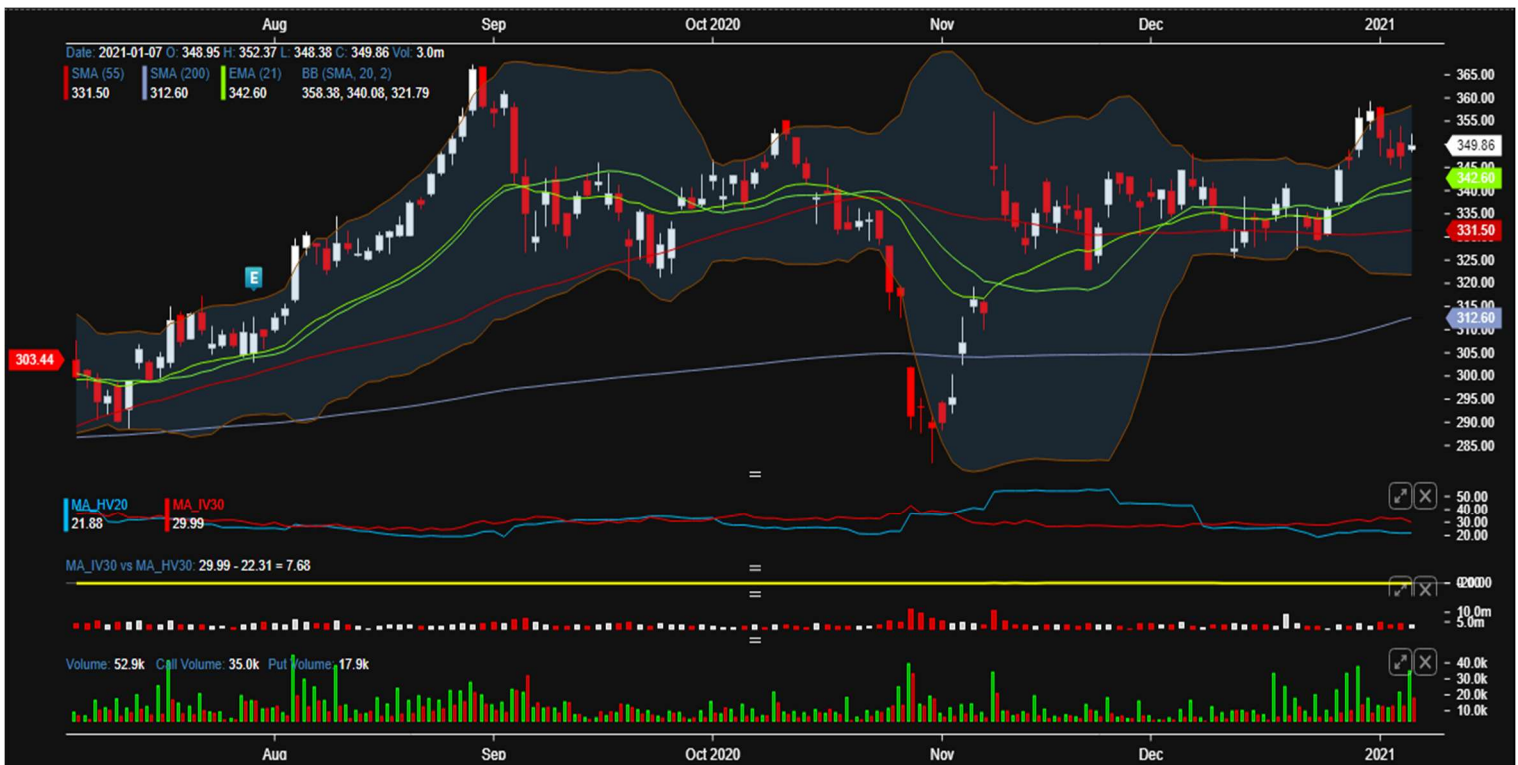 Aug Sep Oct 2020 Nov Dec 2021
Date: 2021-01-07 O: 348.95 H: 352.37 L: 348.38 C: 349.86 Vol: 3.0m
SMA (55) SMA (200) EMA (21) BB (SMA, 20, 2)
331.50 312.60 342.60 358.38, 340.08, 321.79
365.00
360.00
355.00
349.86
345.00
342.60
340.00
335.00
331.50
325.00
320.00
315.00
312.60
310.00
E
303.44
305.00
300.00
295.00
290.00
285.00
MA_HV20 MA_IV30
21.88 29.99
50.00
40.00
30.00
20.00
MA_IV30 vs MA_HV30: 29.99 - 22.31 = 7.68
10.0m
5.0m
Volume: 52.9k Call Volume: 35.0k Put Volume: 17.9k
40.0k
30.0k
20.0k
10.0k
Aug Sep Oct 2020 Nov Dec 2021